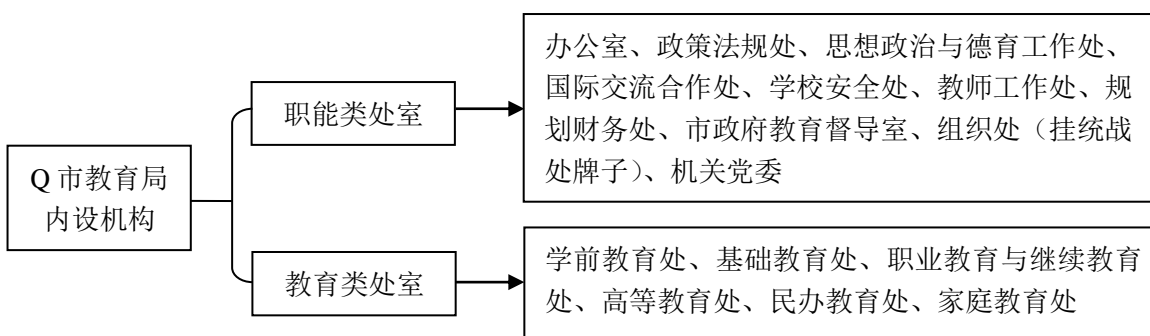 Q 市教育局
内设机构
职能类处室
办公室、政策法规处、思想政治与德育工作处、
国际交流合作处、学校安全处、教师工作处、规
划财务处、市政府教育督导室、组织处（挂统战
处牌子）、机关党委
教育类处室
学前教育处、基础教育处、职业教育与继续教育
处、高等教育处、民办教育处、家庭教育处